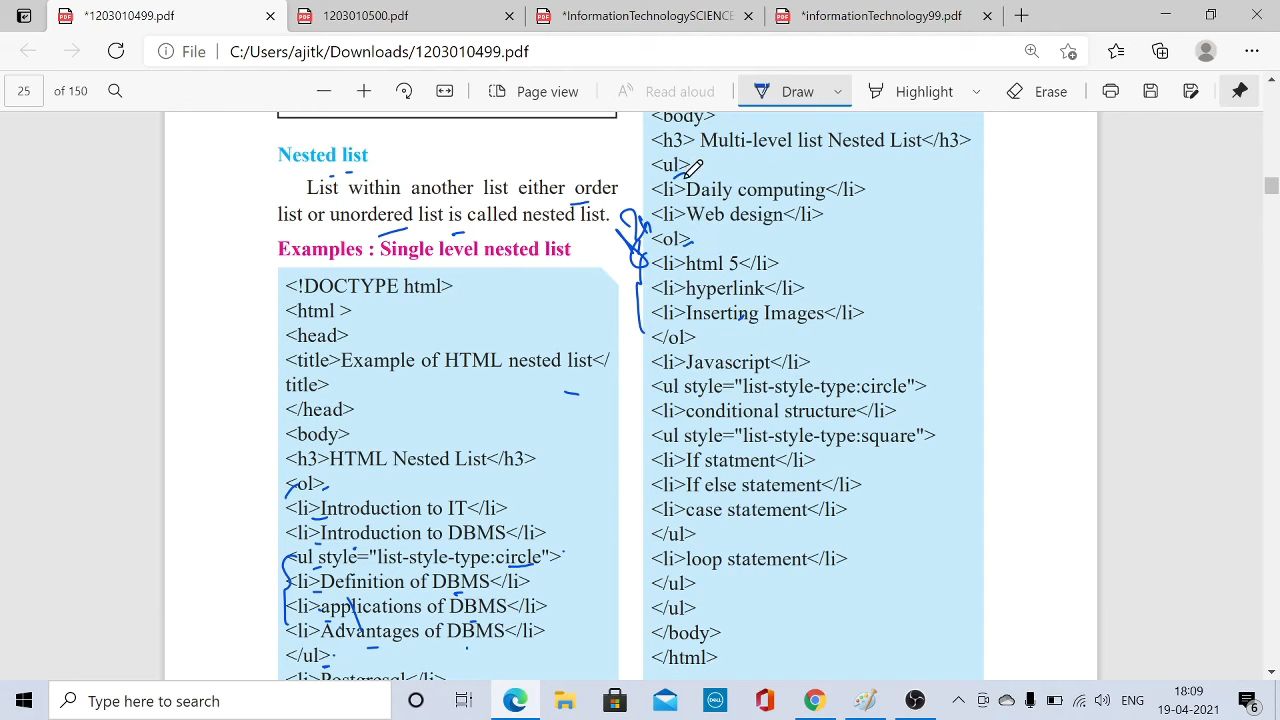 PDF
PDF
PDF
PDF
File
C:/Users/ajitk/Downloads/1203010499.pdf
25
of 150
Page view
Read aloud
Draw
Highlight
Erase
Nested list
List within another list either order
list or unordered list is called nested list.
Examples : Single level nested list
<!DOCTYPE html>
<html >
<head>
<title>Example of HTML nested list</
title>
</head>
<body>
<h3>HTML Nested List</h3>
<ol>
<li>Introduction to IT</li>
<li>Introduction to DBMS</li>
<ul style="list-style-type:circle">
<li>Definition of DBMS</li>
<li>applications of DBMS</li>
<li>Advantages of DBMS</li>
</ul>
<li>Postgresql</li>
<body>
<h3> Multi-level list Nested List</h3>
<ul>
<li>Daily computing</li>
<li>Web design</li>
<ol>
<li>html 5</li>
<li>hyperlink</li>
<li>Inserting Images</li>
</ol>
<li>Javascript</li>
<ul style="list-style-type:circle">
<li>conditional structure</li>
<ul style="list-style-type:square">
<li>If statment</li>
<li>If else statement</li>
<li>case statement</li>
</ul>
<li>loop statement</li>
</ul>
</ul>
</body>
</html>
Type here to search
DELL
ENG
18:09
19-04-2021
6